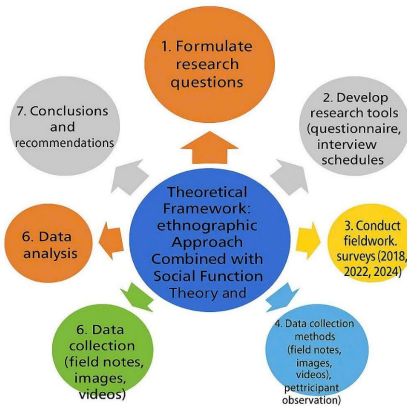 1. Formulate
research
questions
2. Develop
research tools
(questionnaire,
interview
schedules
3. Conduct
fieldwork.
surveys (2018,
2022, 2024)
4. Data collection
methods
(field notes,
images,
videos),
pettricipant
observation)
6. Data
collection
(field notes,
images,
videos)
6. Data
analysis
7. Conclusions
and
recommendations
Theoretical
Framework:
ethnographic
Approach
Combined with
Social Function
Theory and